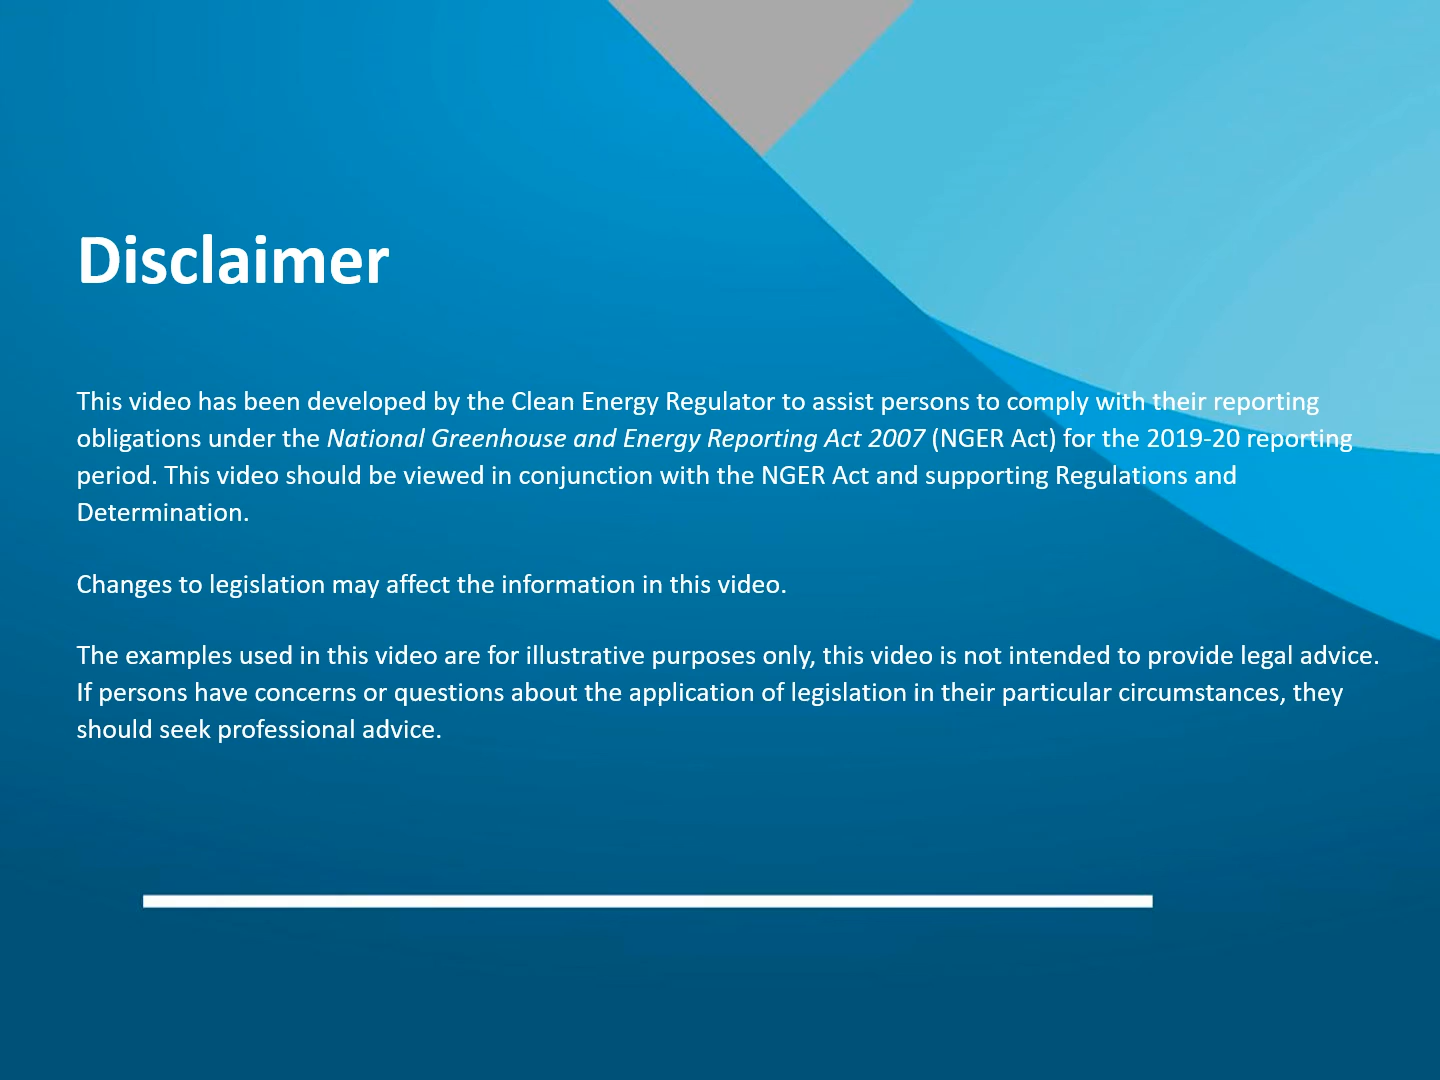 Disclaimer
This video has been developed by the Clean Energy Regulator to assist persons to comply with their reporting
obligations under the National Greenhouse and Energy Reporting Act 2007 (NGER Act) for the 2019-20 reporting
period. This video should be viewed in conjunction with the NGER Act and supporting Regulations and
Determination.
Changes to legislation may affect the information in this video.
The examples used in this video are for illustrative purposes only, this video is not intended to provide legal advice.
If persons have concerns or questions about the application of legislation in their particular circumstances, they
should seek professional advice.